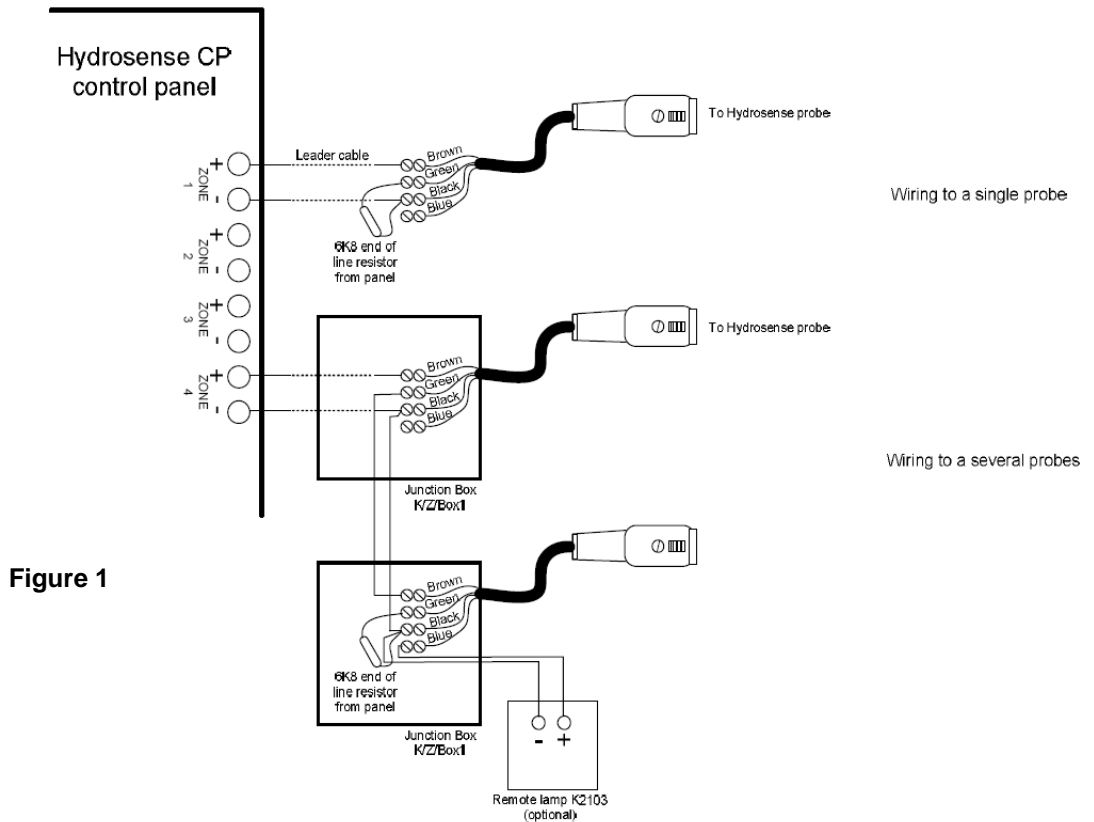 Hydrosense CP
control panel
To Hydrosense probe
Leader cable
Brown
Green
Black
Blue
+
-
ZONE
1
Wiring to a single probe
6K8 end of
line resistor
from panel
+
-
ZONE
2
+
-
ZONE
3
To Hydrosense probe
+
-
ZONE
4
Brown
Green
Black
Blue
Wiring to a several probes
Junction Box
K/Z/Box1
Figure 1
Brown
Green
Black
Blue
6K8 end of
line resistor
from panel
Junction Box
K/Z/Box1
- +
Remote lamp K2103
(optional)